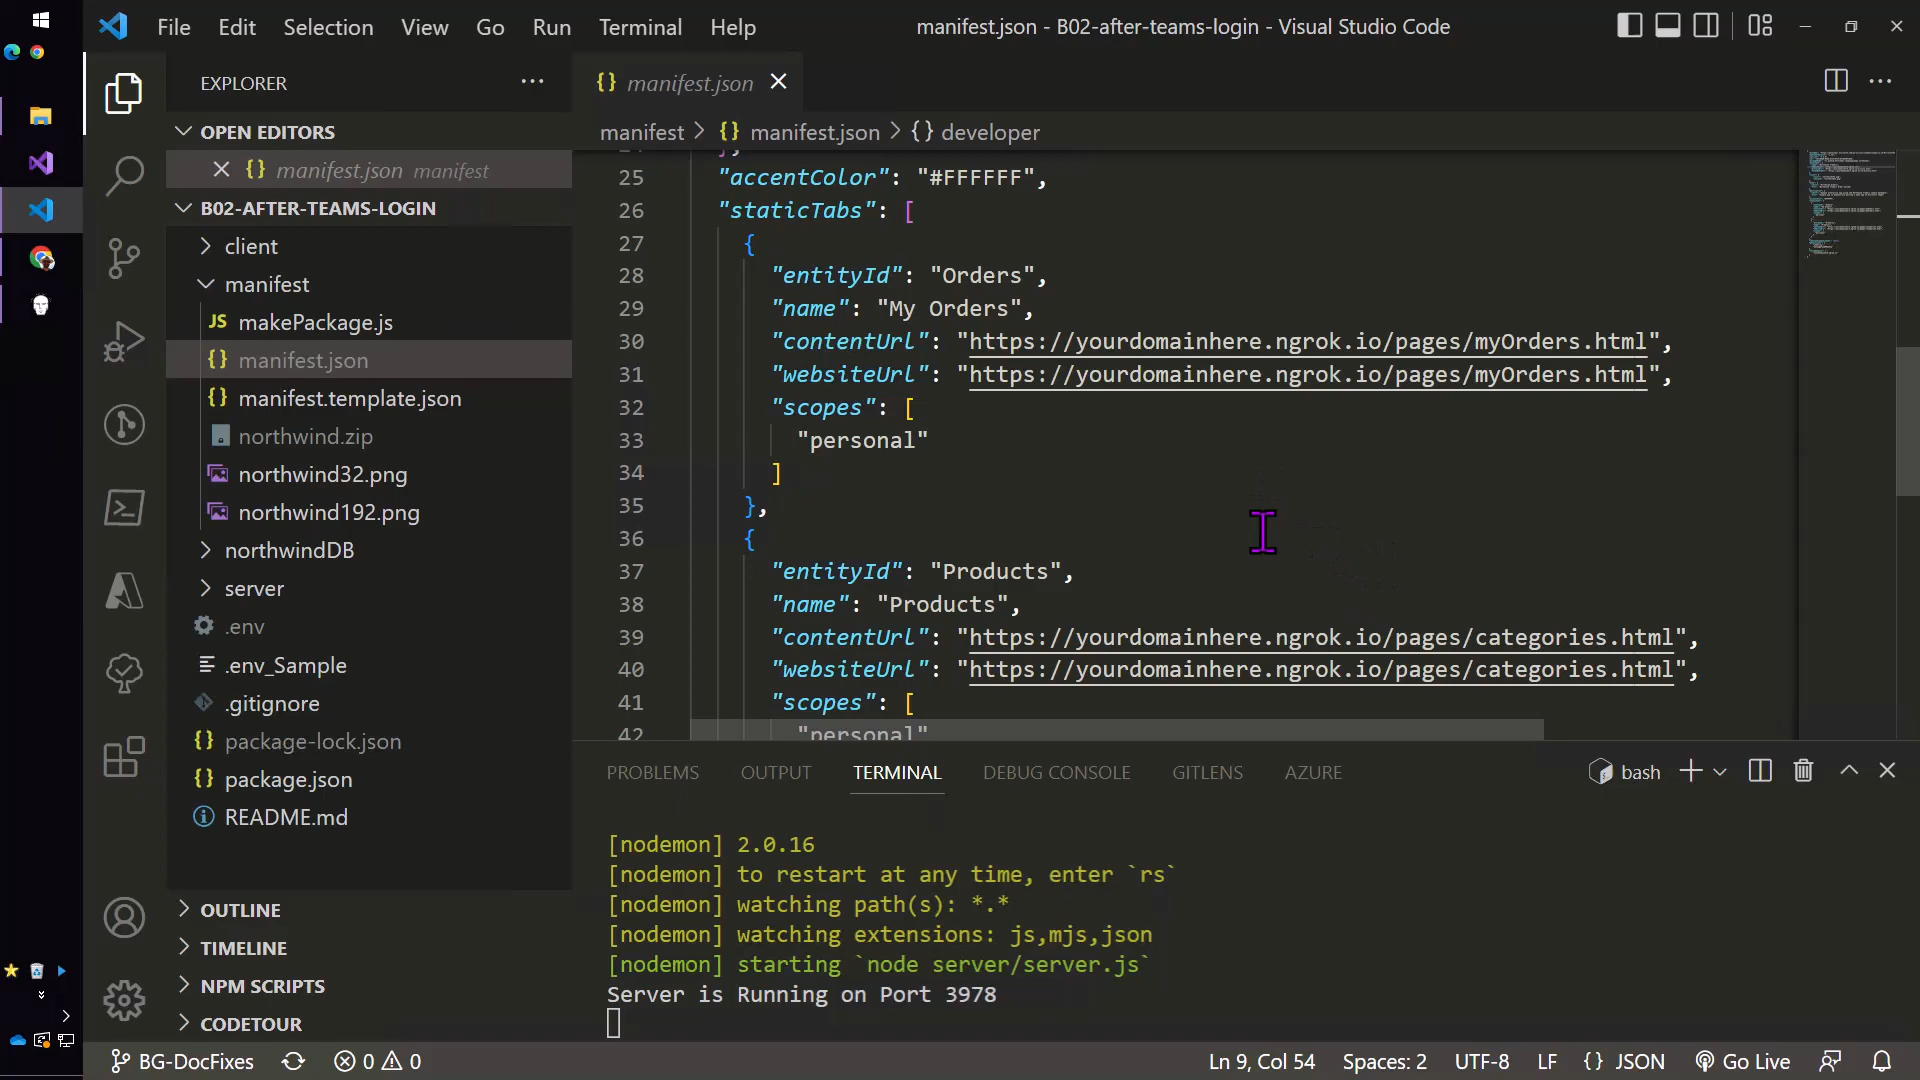 File Edit Selection View Go Run Terminal Help
manifest.json - B02-after-teams-login - Visual Studio Code
EXPLORER
OPEN EDITORS
manifest.json manifest
B02-AFTER-TEAMS-LOGIN
client
manifest
JS makePackage.js
{} manifest.json
{} manifest.template.json
northwind.zip
northwind32.png
northwind192.png
northwindDB
server
.env
.env_Sample
.gitignore
{} package-lock.json
{} package.json
README.md
OUTLINE
TIMELINE
NPM SCRIPTS
CODETOUR
{} manifest.json
manifest > {} manifest.json > {} developer
24 },
25 "accentColor": "#FFFFFF",
26 "staticTabs": [
27 {
28 "entityId": "Orders",
29 "name": "My Orders",
30 "contentUrl": "https://yourdomainhere.ngrok.io/pages/myOrders.html",
31 "websiteUrl": "https://yourdomainhere.ngrok.io/pages/myOrders.html",
32 "scopes": [
33 "personal"
34 ]
35 },
36 {
37 "entityId": "Products",
38 "name": "Products",
39 "contentUrl": "https://yourdomainhere.ngrok.io/pages/categories.html",
40 "websiteUrl": "https://yourdomainhere.ngrok.io/pages/categories.html",
41 "scopes": [
42 "personal"
PROBLEMS OUTPUT TERMINAL DEBUG CONSOLE GITLENS AZURE
bash
[nodemon] 2.0.16
[nodemon] to restart at any time, enter `rs`
[nodemon] watching path(s): *.*
[nodemon] watching extensions: js,mjs,json
[nodemon] starting `node server/server.js`
Server is Running on Port 3978
BG-DocFixes 0 0
Ln 9, Col 54 Spaces: 2 UTF-8 LF {} JSON Go Live